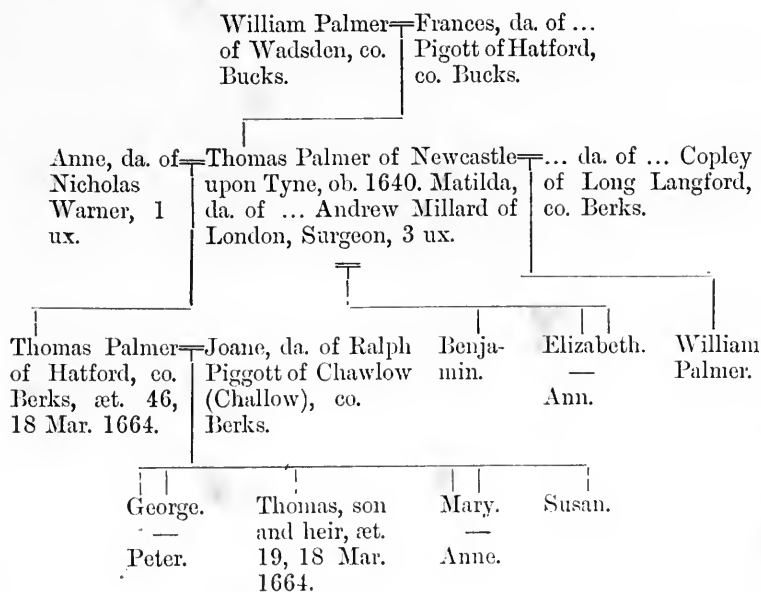 William Palmer
of Wadsden, co.
Bucks.
Frances, da. of ...
Pigott of Hatford,
co. Bucks.
Anne, da. of
Nicholas
Warner, 1
ux.
Thomas Palmer of Newcastle
upon Tyne, ob. 1640. Matilda,
da. of ... Andrew Millard of
London, Surgeon, 3 ux.
... da. of ... Copley
of Long Langford,
co. Berks.
Thomas Palmer
of Hatford, co.
Berks, æt. 46,
18 Mar. 1664.
Joane, da. of Ralph
Piggott of Chawlow
(Challow), co.
Berks.
Benja-
min.
Elizabeth.
—
Ann.
William
Palmer.
George.
—
Peter.
Thomas, son
and heir, æt.
19, 18 Mar.
1664.
Mary.
—
Anne.
Susan.